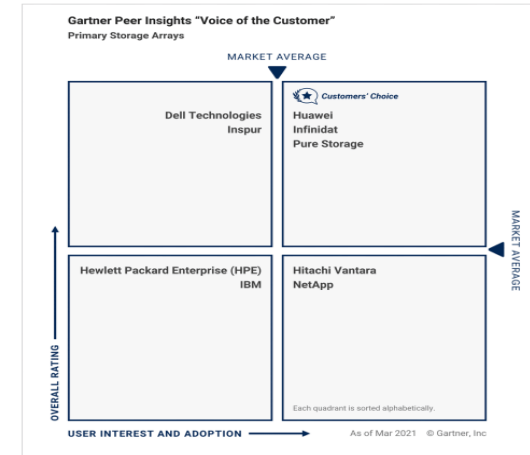 Gartner Peer Insights “Voice of the Customer”
Primary Storage Arrays
MARKET AVERAGE
Dell Technologies
Inspur
Customers’ Choice
Huawei
Infinidat
Pure Storage
MARKET AVERAGE
Hewlett Packard Enterprise (HPE)
IBM
Hitachi Vantara
NetApp
Each quadrant is sorted alphabetically.
OVERALL RATING
USER INTEREST AND ADOPTION
As of Mar 2021 © Gartner, Inc